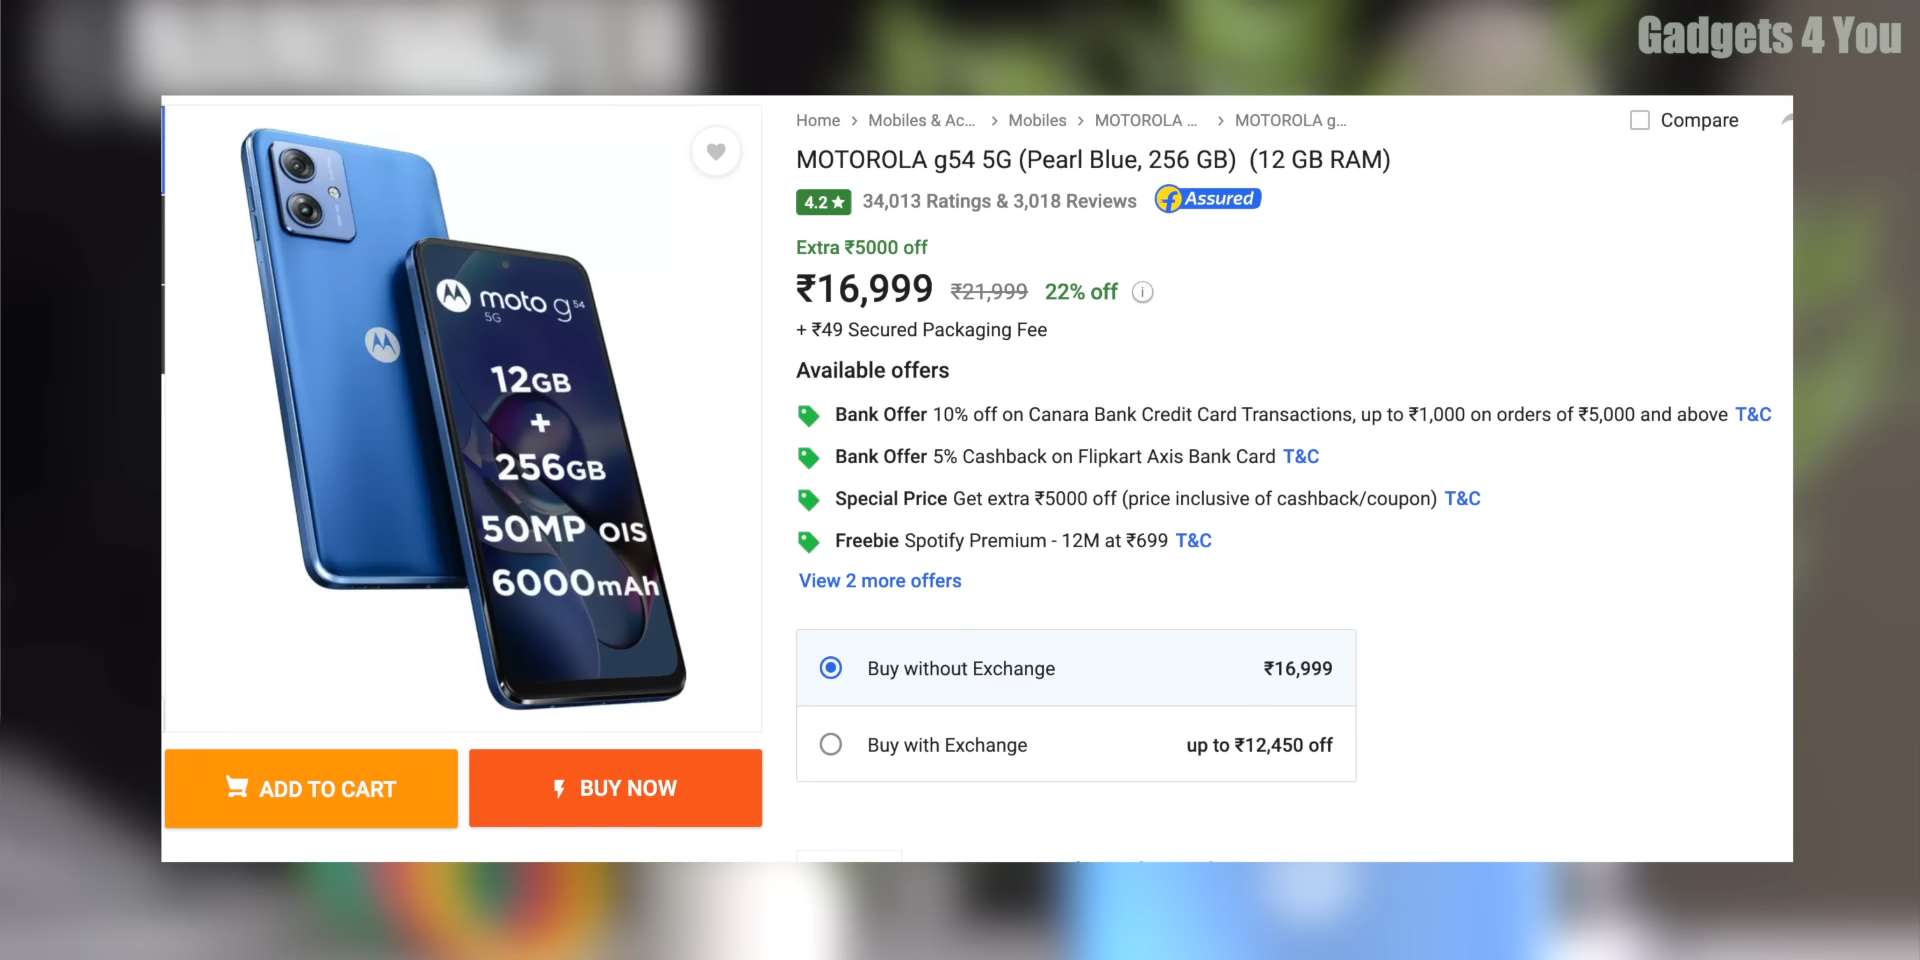 Gadgets 4 You
Home > Mobiles & Ac... > Mobiles > MOTOROLA ... > MOTOROLA g...
Compare
MOTOROLA g54 5G (Pearl Blue, 256 GB) (12 GB RAM)
4.2★ 34,013 Ratings & 3,018 Reviews Assured
Extra ₹5000 off
₹16,999 ₹21,999 22% off i
+ ₹49 Secured Packaging Fee
Available offers
Bank Offer 10% off on Canara Bank Credit Card Transactions, up to ₹1,000 on orders of ₹5,000 and above T&C
Bank Offer 5% Cashback on Flipkart Axis Bank Card T&C
Special Price Get extra ₹5000 off (price inclusive of cashback/coupon) T&C
Freebie Spotify Premium - 12M at ₹699 T&C
View 2 more offers
Buy without Exchange ₹16,999
Buy with Exchange up to ₹12,450 off
moto g54
5G
12GB
+
256GB
50MP OIS
6000mAh
ADD TO CART
BUY NOW